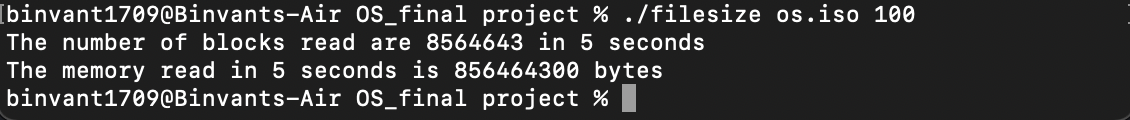 [binvant1709@Binvants-Air OS_final project % ./filesize os.iso 100
The number of blocks read are 8564643 in 5 seconds
The memory read in 5 seconds is 856464300 bytes
binvant1709@Binvants-Air OS_final project %